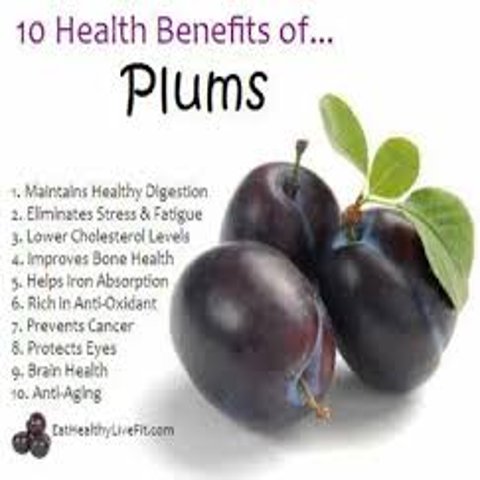 10 Health Benefits of...
Plums
1. Maintains Healthy Digestion
2. Eliminates Stress & Fatigue
3. Lower Cholesterol Levels
4. Improves Bone Health
5. Helps Iron Absorption
6. Rich In Anti-Oxidant
7. Prevents Cancer
8. Protects Eyes
9. Brain Health
10. Anti-Aging
EatHealthyLiveFit.com